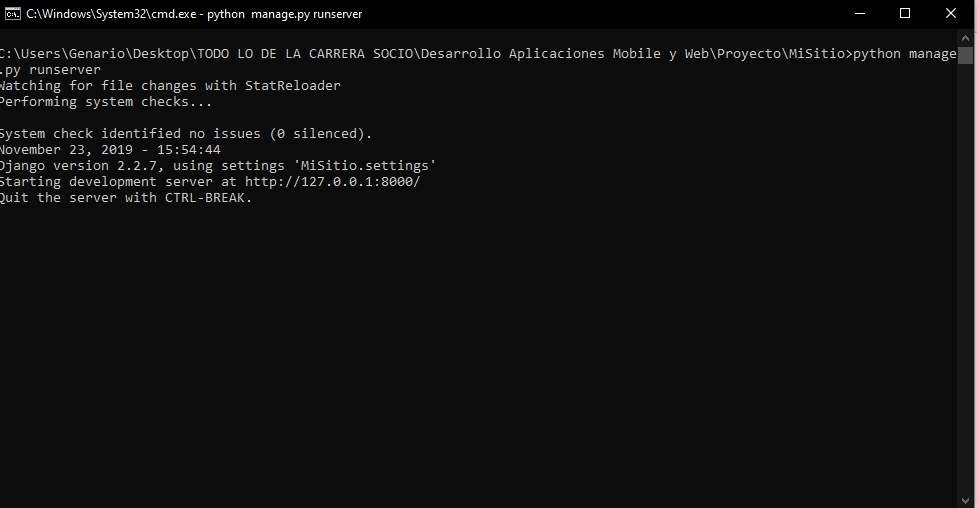 C:\Windows\System32\cmd.exe - python  manage.py runserver
C:\Users\Genario\Desktop\TODO LO DE LA CARRERA SOCIO\Desarrollo Aplicaciones Mobile y Web\Proyecto\MiSitio>python manage
.py runserver
Watching for file changes with StatReloader
Performing system checks...
System check identified no issues (0 silenced).
November 23, 2019 - 15:54:44
Django version 2.2.7, using settings 'MiSitio.settings'
Starting development server at http://127.0.0.1:8000/
Quit the server with CTRL-BREAK.